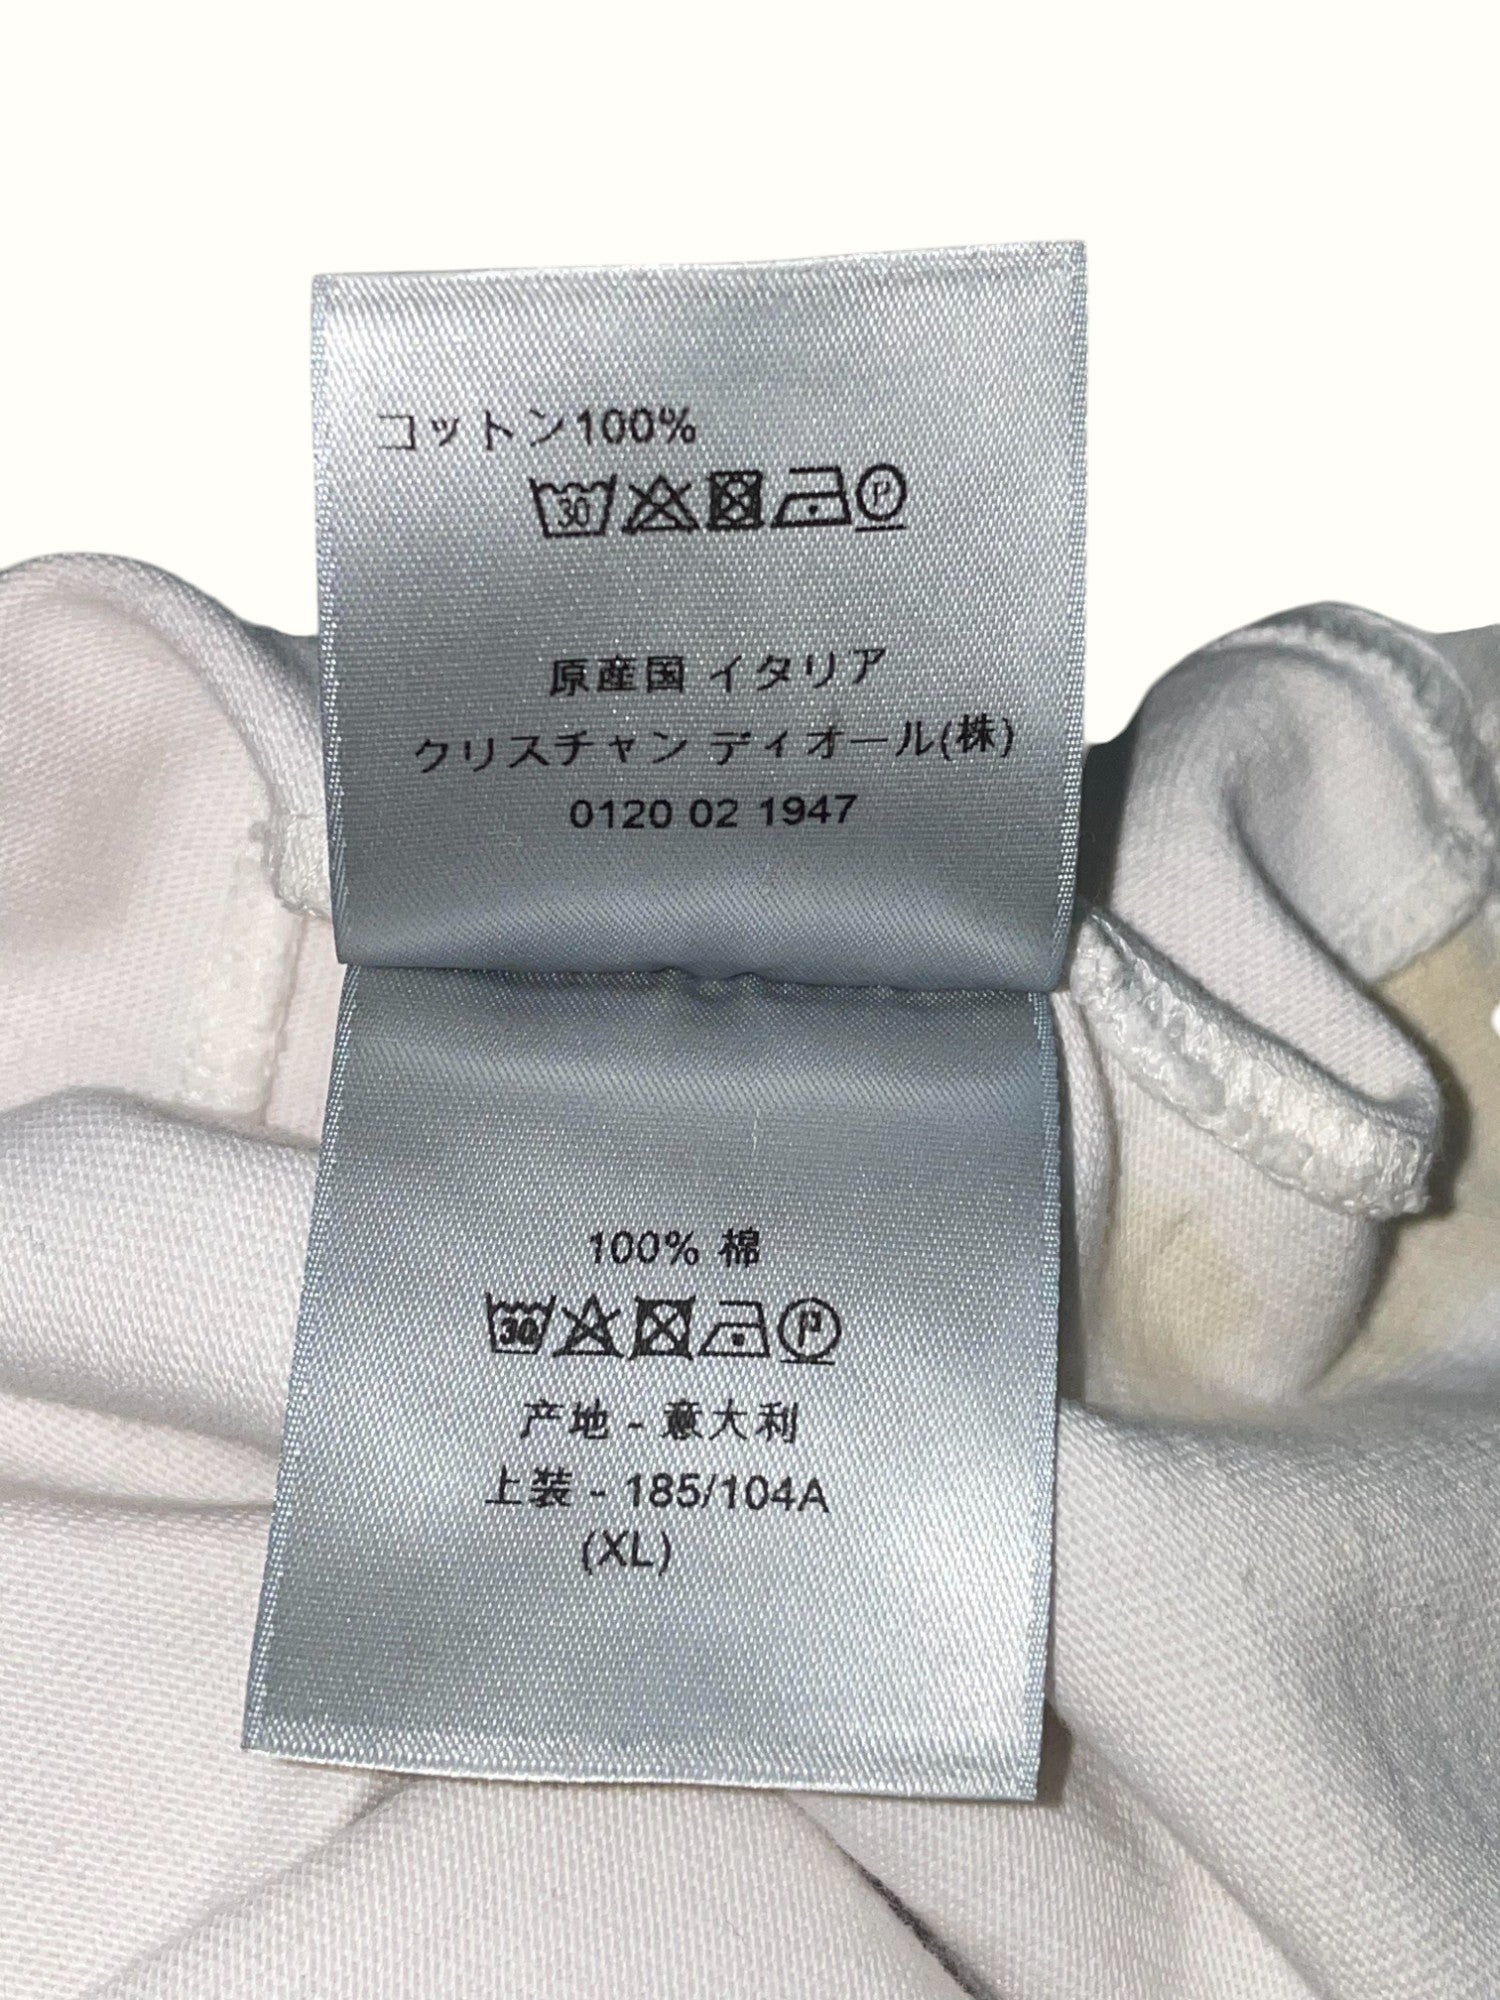 コットン100%
30 P
原産国 イタリア
クリスチャン ディオール(株)
0120 02 1947
100% 棉
30 P
产地 - 意大利
上装 - 185/104A
(XL)